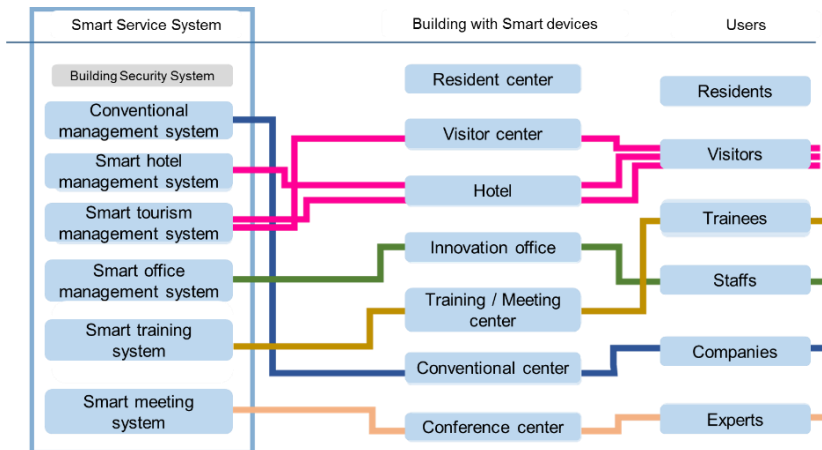 Smart Service System
Building with Smart devices
Users
Building Security System
Conventional
management system
Smart hotel
management system
Smart tourism
management system
Smart office
management system
Smart training
system
Smart meeting
system
Resident center
Visitor center
Hotel
Innovation office
Training / Meeting
center
Conventional center
Conference center
Residents
Visitors
Trainees
Staffs
Companies
Experts